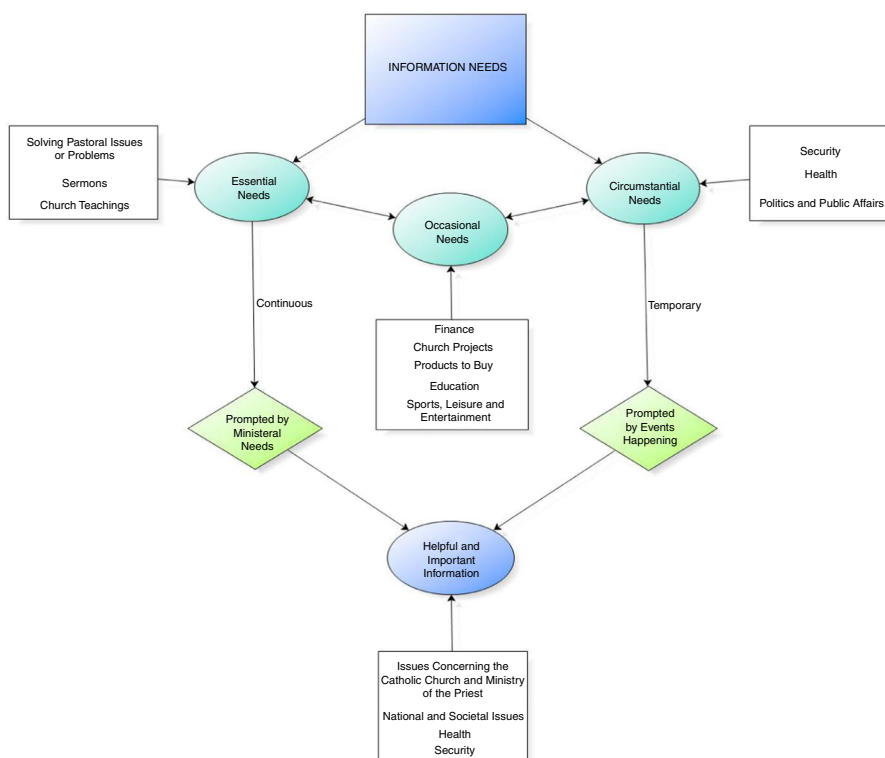 INFORMATION NEEDS
Solving Pastoral Issues
or Problems
Sermons
Church Teachings
Essential
Needs
Occasional
Needs
Circumstantial
Needs
Security
Health
Politics and Public Affairs
Continuous
Temporary
Finance
Church Projects
Products to Buy
Education
Sports, Leisure and
Entertainment
Prompted by
Ministeral
Needs
Prompted
by Events
Happening
Helpful and
Important
Information
Issues Concerning the
Catholic Church and Ministry
of the Priest
National and Societal Issues
Health
Security